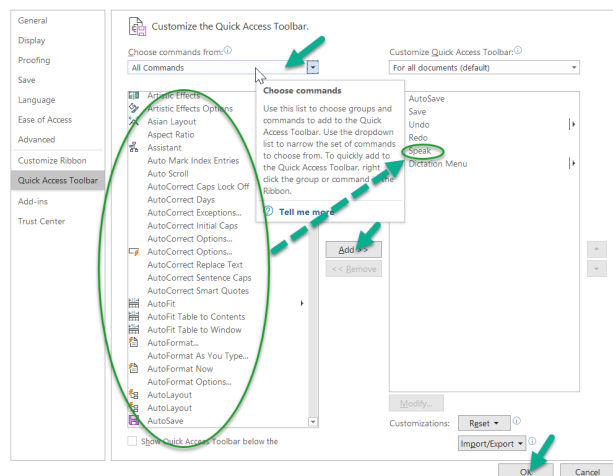 General
Display
Proofing
Save
Language
Ease of Access
Advanced
Customize Ribbon
Quick Access Toolbar
Add-ins
Trust Center
Customize the Quick Access Toolbar.
Choose commands from:
All Commands
Artistic Effects
Artistic Effects Options
Asian Layout
Aspect Ratio
Assistant
Auto Mark Index Entries
Auto Scroll
AutoCorrect Caps Lock Off
AutoCorrect Days
AutoCorrect Exceptions...
AutoCorrect Initial Caps
AutoCorrect Options...
AutoCorrect Options...
AutoCorrect Replace Text
AutoCorrect Sentence Caps
AutoCorrect Smart Quotes
AutoFit
AutoFit Table to Contents
AutoFit Table to Window
AutoFormat...
AutoFormat As You Type...
AutoFormat Now
AutoFormat Options...
AutoLayout
AutoLayout
AutoSave
Show Quick Access Toolbar below the
Choose commands
Use this list to choose groups and
commands to add to the Quick
Access Toolbar. Use the dropdown
list to narrow the set of commands
to choose from. To quickly add to
the Quick Access Toolbar, right
click the group or command in the
Ribbon.
Tell me more
Add >>
<< Remove
Customize Quick Access Toolbar:
For all documents (default)
AutoSave
Save
Undo
Redo
Speak
Dictation Menu
Modify...
Customizations:
Reset
Import/Export
OK
Cancel